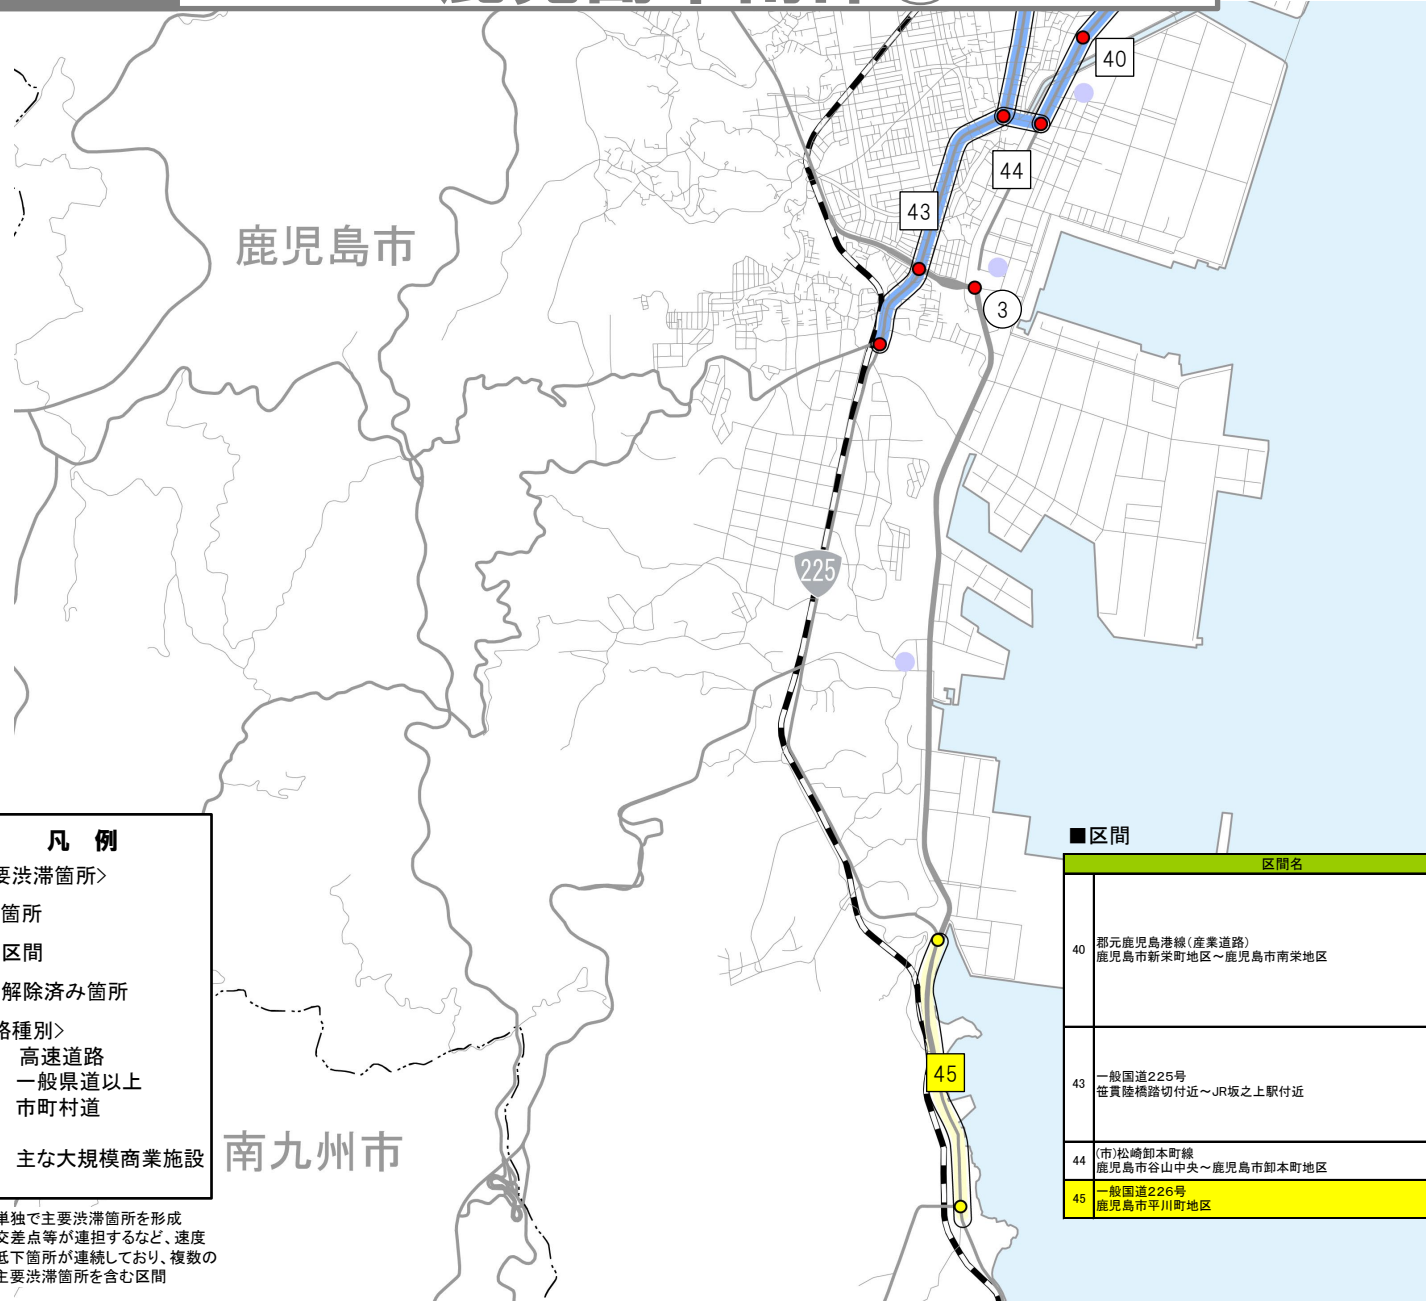 40
44
43
鹿児島市
3
225
凡 例
要渋滞箇所>
箇所
区間
解除済み箇所
路種別>
高速道路
一般県道以上
市町村道
主な大規模商業施設
単独で主要渋滞箇所を形成
交差点等が連担するなど、速度
低下箇所が連続しており、複数の
主要渋滞箇所を含む区間
南九州市
45
■区間
区間名
40 郡元鹿児島港線(産業道路)
鹿児島市新栄町地区~鹿児島市南栄地区
43 一般国道225号
笹貫陸橋踏切付近~JR坂之上駅付近
44 (市)松崎卸本町線
鹿児島市谷山中央~鹿児島市卸本町地区
45 一般国道226号
鹿児島市平川町地区